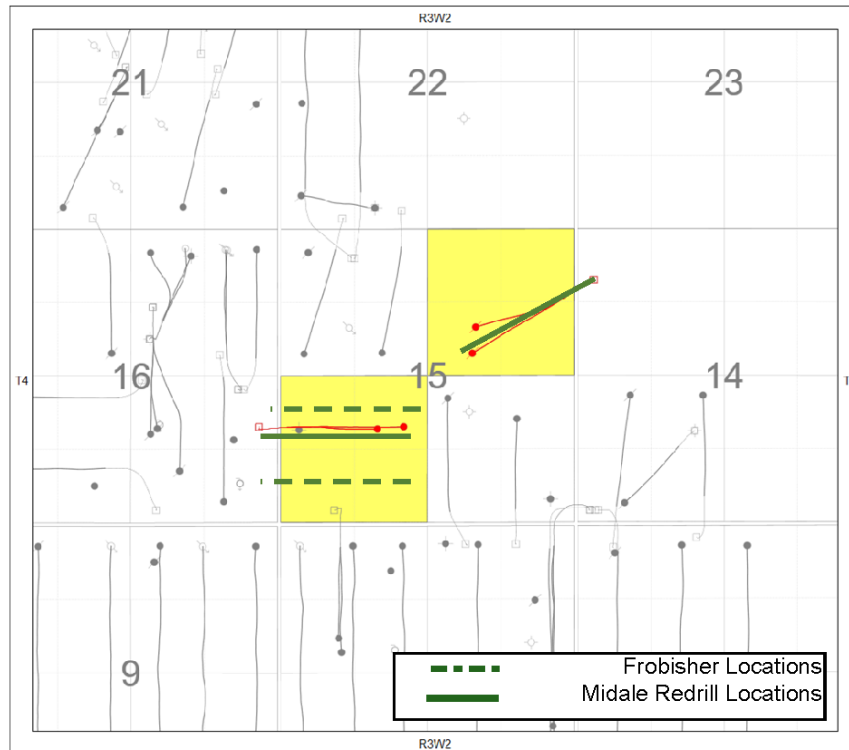 R3W2
21 22 23
T4 16 15 14 T
9
Frobisher Locations
Midale Redrill Locations
R3W2